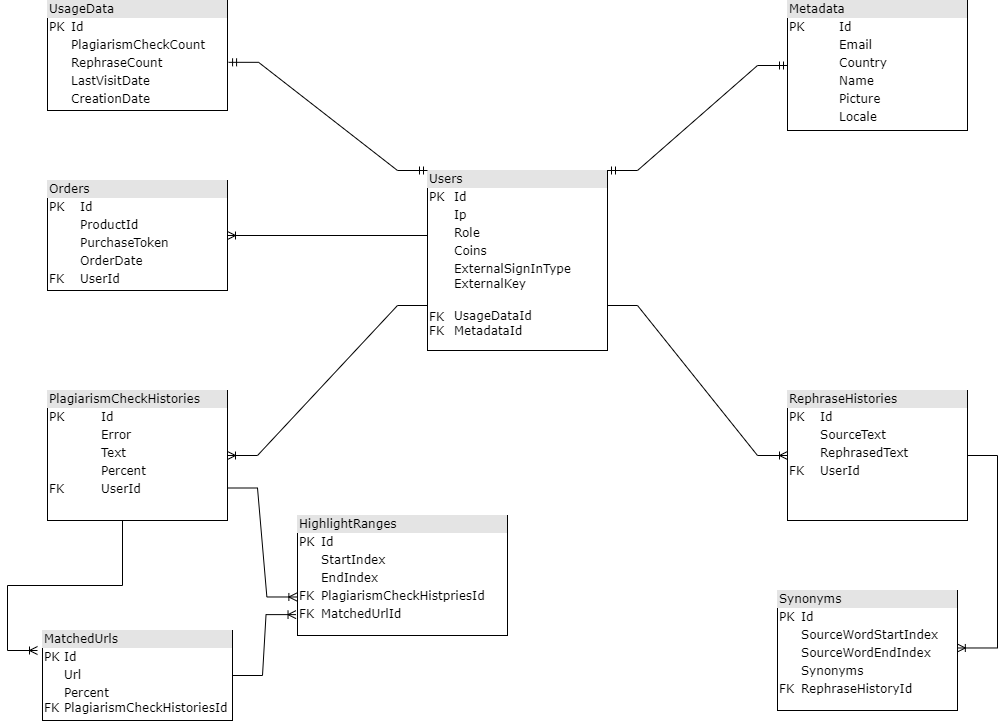 UsageData
PK Id
PlagiarismCheckCount
RephraseCount
LastVisitDate
CreationDate
Metadata
PK Id
Email
Country
Name
Picture
Locale
Users
PK Id
Ip
Role
Coins
ExternalSignInType
ExternalKey
FK UsageDataId
FK MetadataId
Orders
PK Id
ProductId
PurchaseToken
OrderDate
FK UserId
PlagiarismCheckHistories
PK Id
Error
Text
Percent
FK UserId
RephraseHistories
PK Id
SourceText
RephrasedText
FK UserId
HighlightRanges
PK Id
StartIndex
EndIndex
FK PlagiarismCheckHistpriesId
FK MatchedUrlId
MatchedUrls
PK Id
Url
Percent
FK PlagiarismCheckHistoriesId
Synonyms
PK Id
SourceWordStartIndex
SourceWordEndIndex
Synonyms
FK RephraseHistoryId